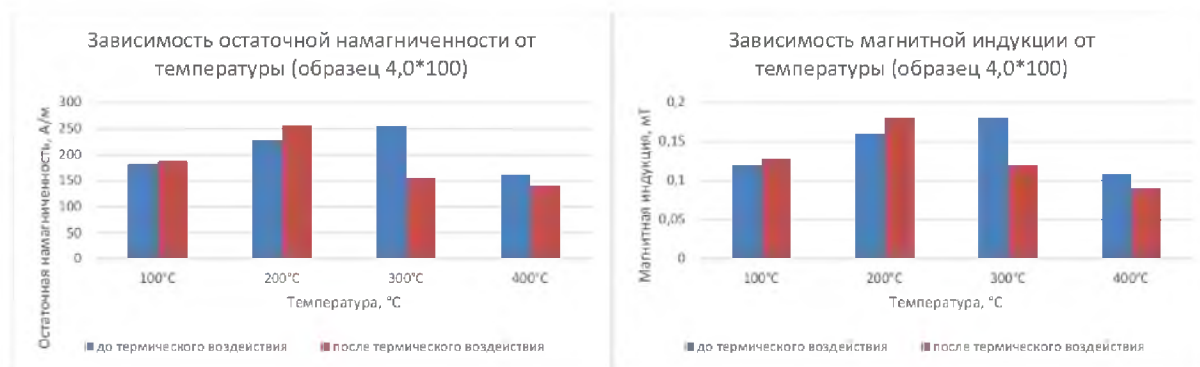 Зависимость остаточной намагниченности от
температуры (образец 4,0*100)
Остаточная намагниченность, А/м
300
250
200
150
100
50
0
100°C
200°C
300°C
400°C
Температура, °C
до термического воздействия
после термического воздействия
Зависимость магнитной индукции от
температуры (образец 4,0*100)
Магнитная индукция, мТ
0,2
0,15
0,1
0,05
0
100°C
200°C
300°C
400°C
Температура, °C
до термического воздействия
после термического воздействия